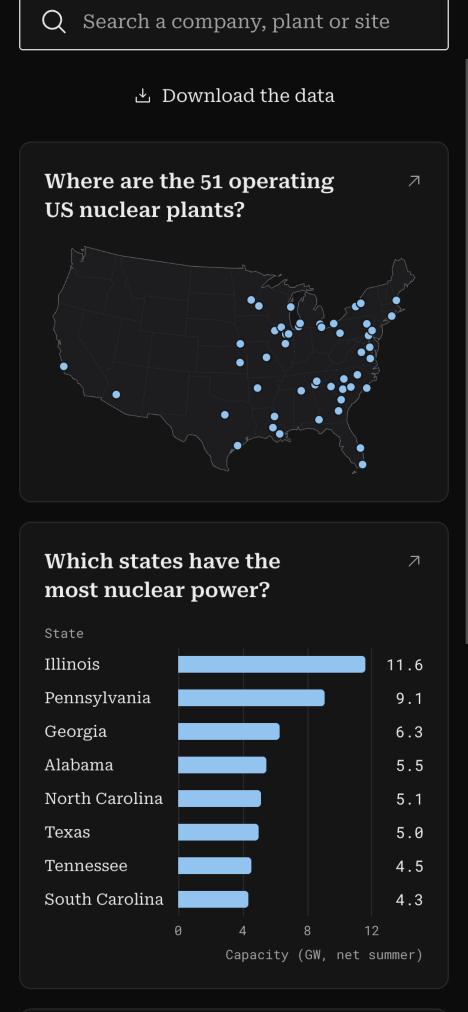 Search a company, plant or site
Download the data
Where are the 51 operating
US nuclear plants?
Which states have the
most nuclear power?
State
Illinois 11.6
Pennsylvania 9.1
Georgia 6.3
Alabama 5.5
North Carolina 5.1
Texas 5.0
Tennessee 4.5
South Carolina 4.3
0 4 8 12
Capacity (GW, net summer)